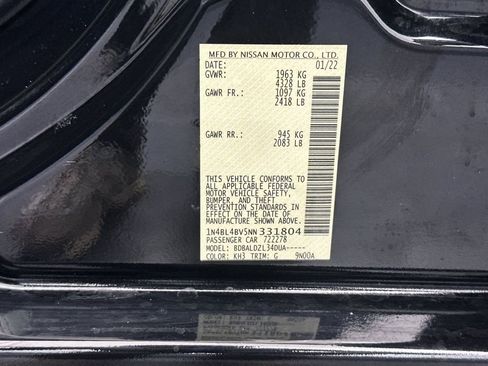 MFD BY NISSAN MOTOR CO., LTD.
DATE: 01/22
GVWR: 1963 KG
4328 LB
GAWR FR.: 1097 KG
2418 LB
GAWR RR.: 945 KG
2083 LB
THIS VEHICLE CONFORMS TO
ALL APPLICABLE FEDERAL
MOTOR VEHICLE SAFETY,
BUMPER, AND THEFT
PREVENTION STANDARDS IN
EFFECT ON THE DATE OF
MANUFACTURE SHOWN ABOVE.
1N4BL4BV5NN331804
PASSENGER CAR 722278
MODEL: BDBALDZL34DUA-----
COLOR: KH3 TRIM: G 9N00A